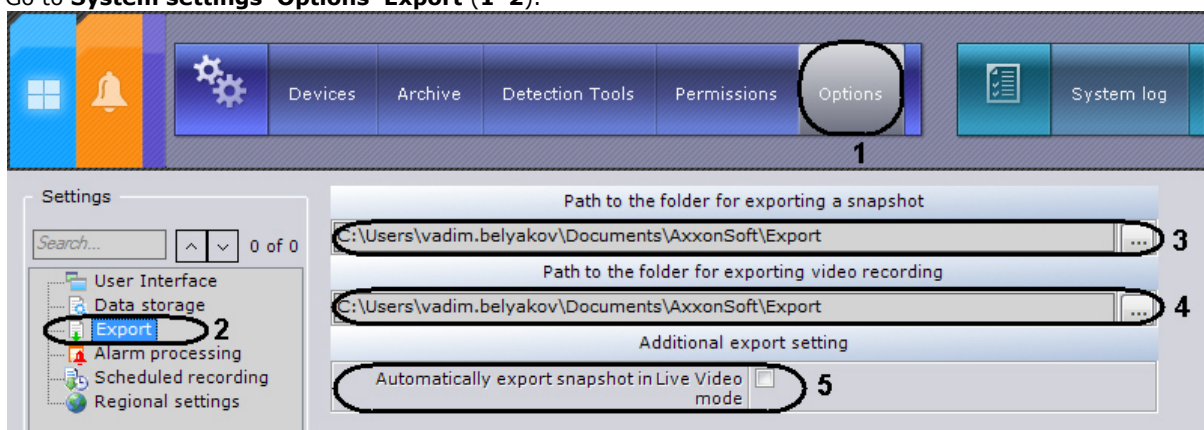 Go to System settings Options Export (1 2).
Devices Archive Detection Tools Permissions Options System log
1
Settings
Search... 0 of 0
User Interface
Data storage
Export 2
Alarm processing
Scheduled recording
Regional settings
Path to the folder for exporting a snapshot
C:\Users\vadim.belyakov\Documents\AxxonSoft\Export ... 3
Path to the folder for exporting video recording
C:\Users\vadim.belyakov\Documents\AxxonSoft\Export ... 4
Additional export setting
Automatically export snapshot in Live Video
mode 5